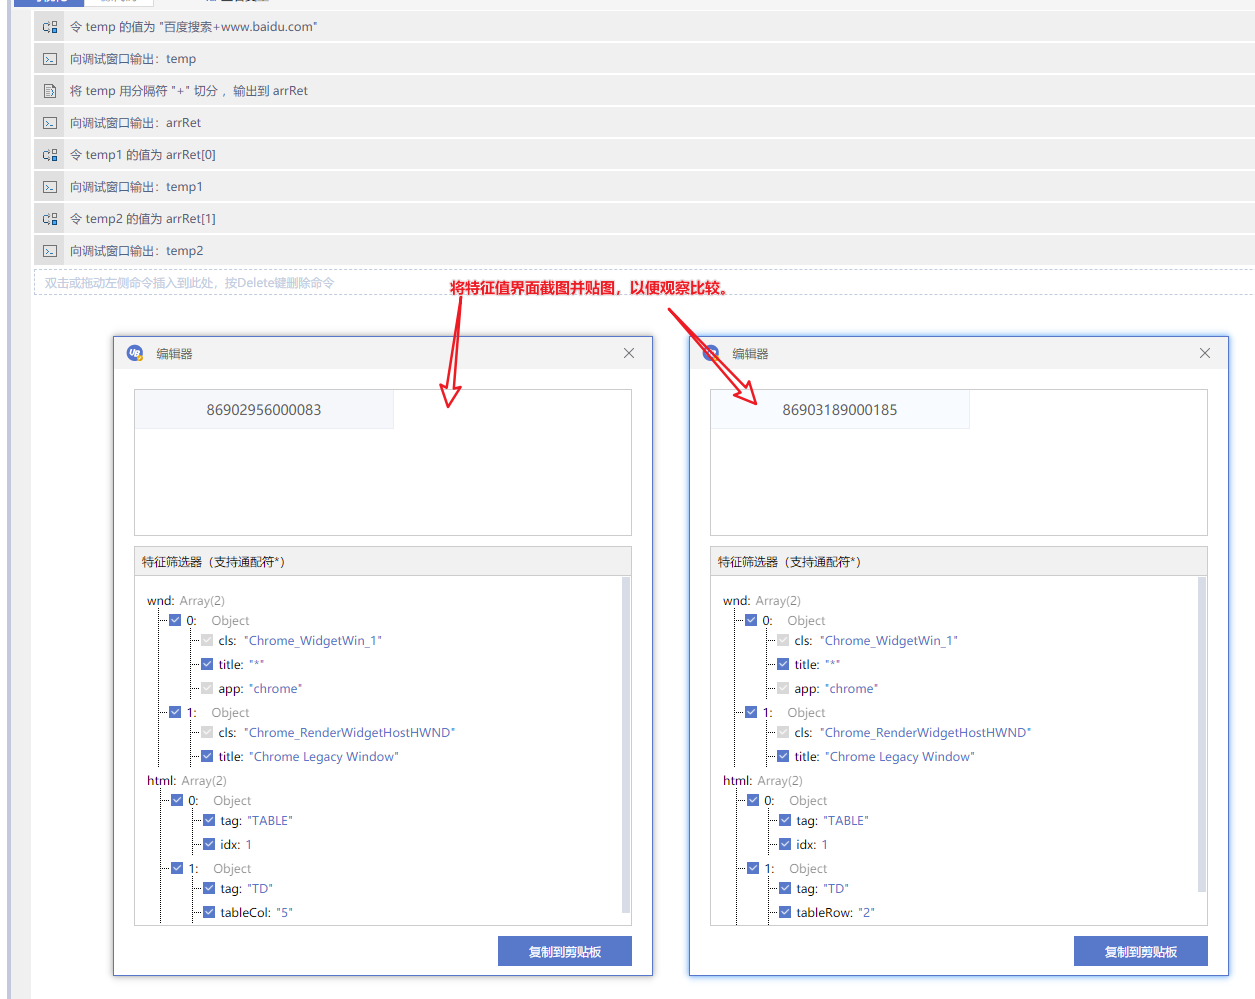 令 temp 的值为 "百度搜索+www.baidu.com"
向调试窗口输出：temp
将 temp 用分隔符 "+" 切分 ，输出到 arrRet
向调试窗口输出：arrRet
令 temp1 的值为 arrRet[0]
向调试窗口输出：temp1
令 temp2 的值为 arrRet[1]
向调试窗口输出：temp2
双击或拖动左侧命令插入到此处，按Delete键删除命令
将特征值界面截图并贴图，以便观察比较。
编辑器
86902956000083
特征筛选器（支持通配符*）
wnd: Array(2)
0: Object
cls: "Chrome_WidgetWin_1"
title: "*"
app: "chrome"
1: Object
cls: "Chrome_RenderWidgetHostHWND"
title: "Chrome Legacy Window"
html: Array(2)
0: Object
tag: "TABLE"
idx: 1
1: Object
tag: "TD"
tableCol: "5"
复制到剪贴板
编辑器
86903189000185
特征筛选器（支持通配符*）
wnd: Array(2)
0: Object
cls: "Chrome_WidgetWin_1"
title: "*"
app: "chrome"
1: Object
cls: "Chrome_RenderWidgetHostHWND"
title: "Chrome Legacy Window"
html: Array(2)
0: Object
tag: "TABLE"
idx: 1
1: Object
tag: "TD"
tableRow: "2"
复制到剪贴板